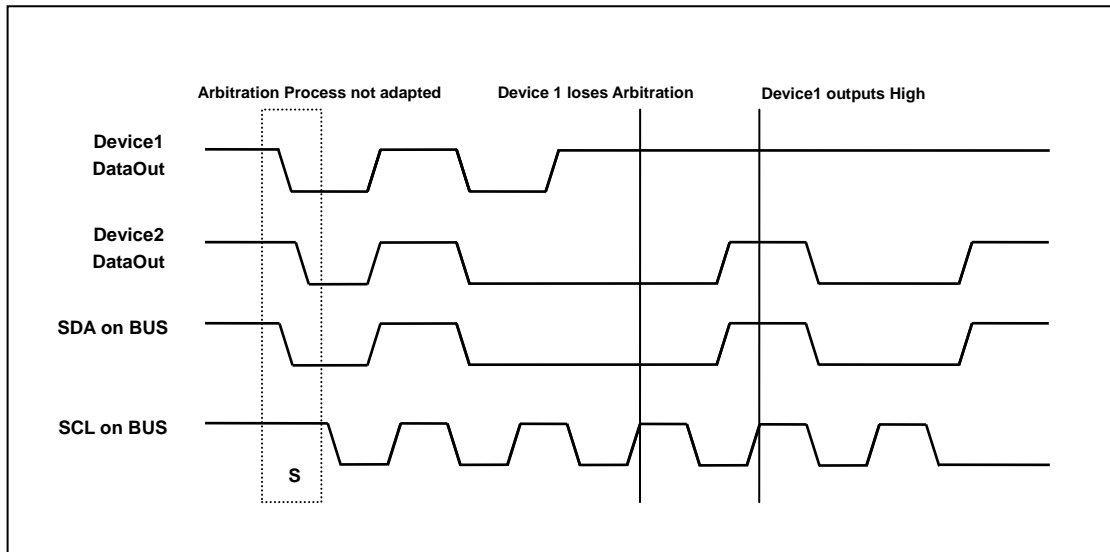 Arbitration Process not adapted
Device 1 loses Arbitration
Device1 outputs High
Device1
DataOut
Device2
DataOut
SDA on BUS
SCL on BUS
S